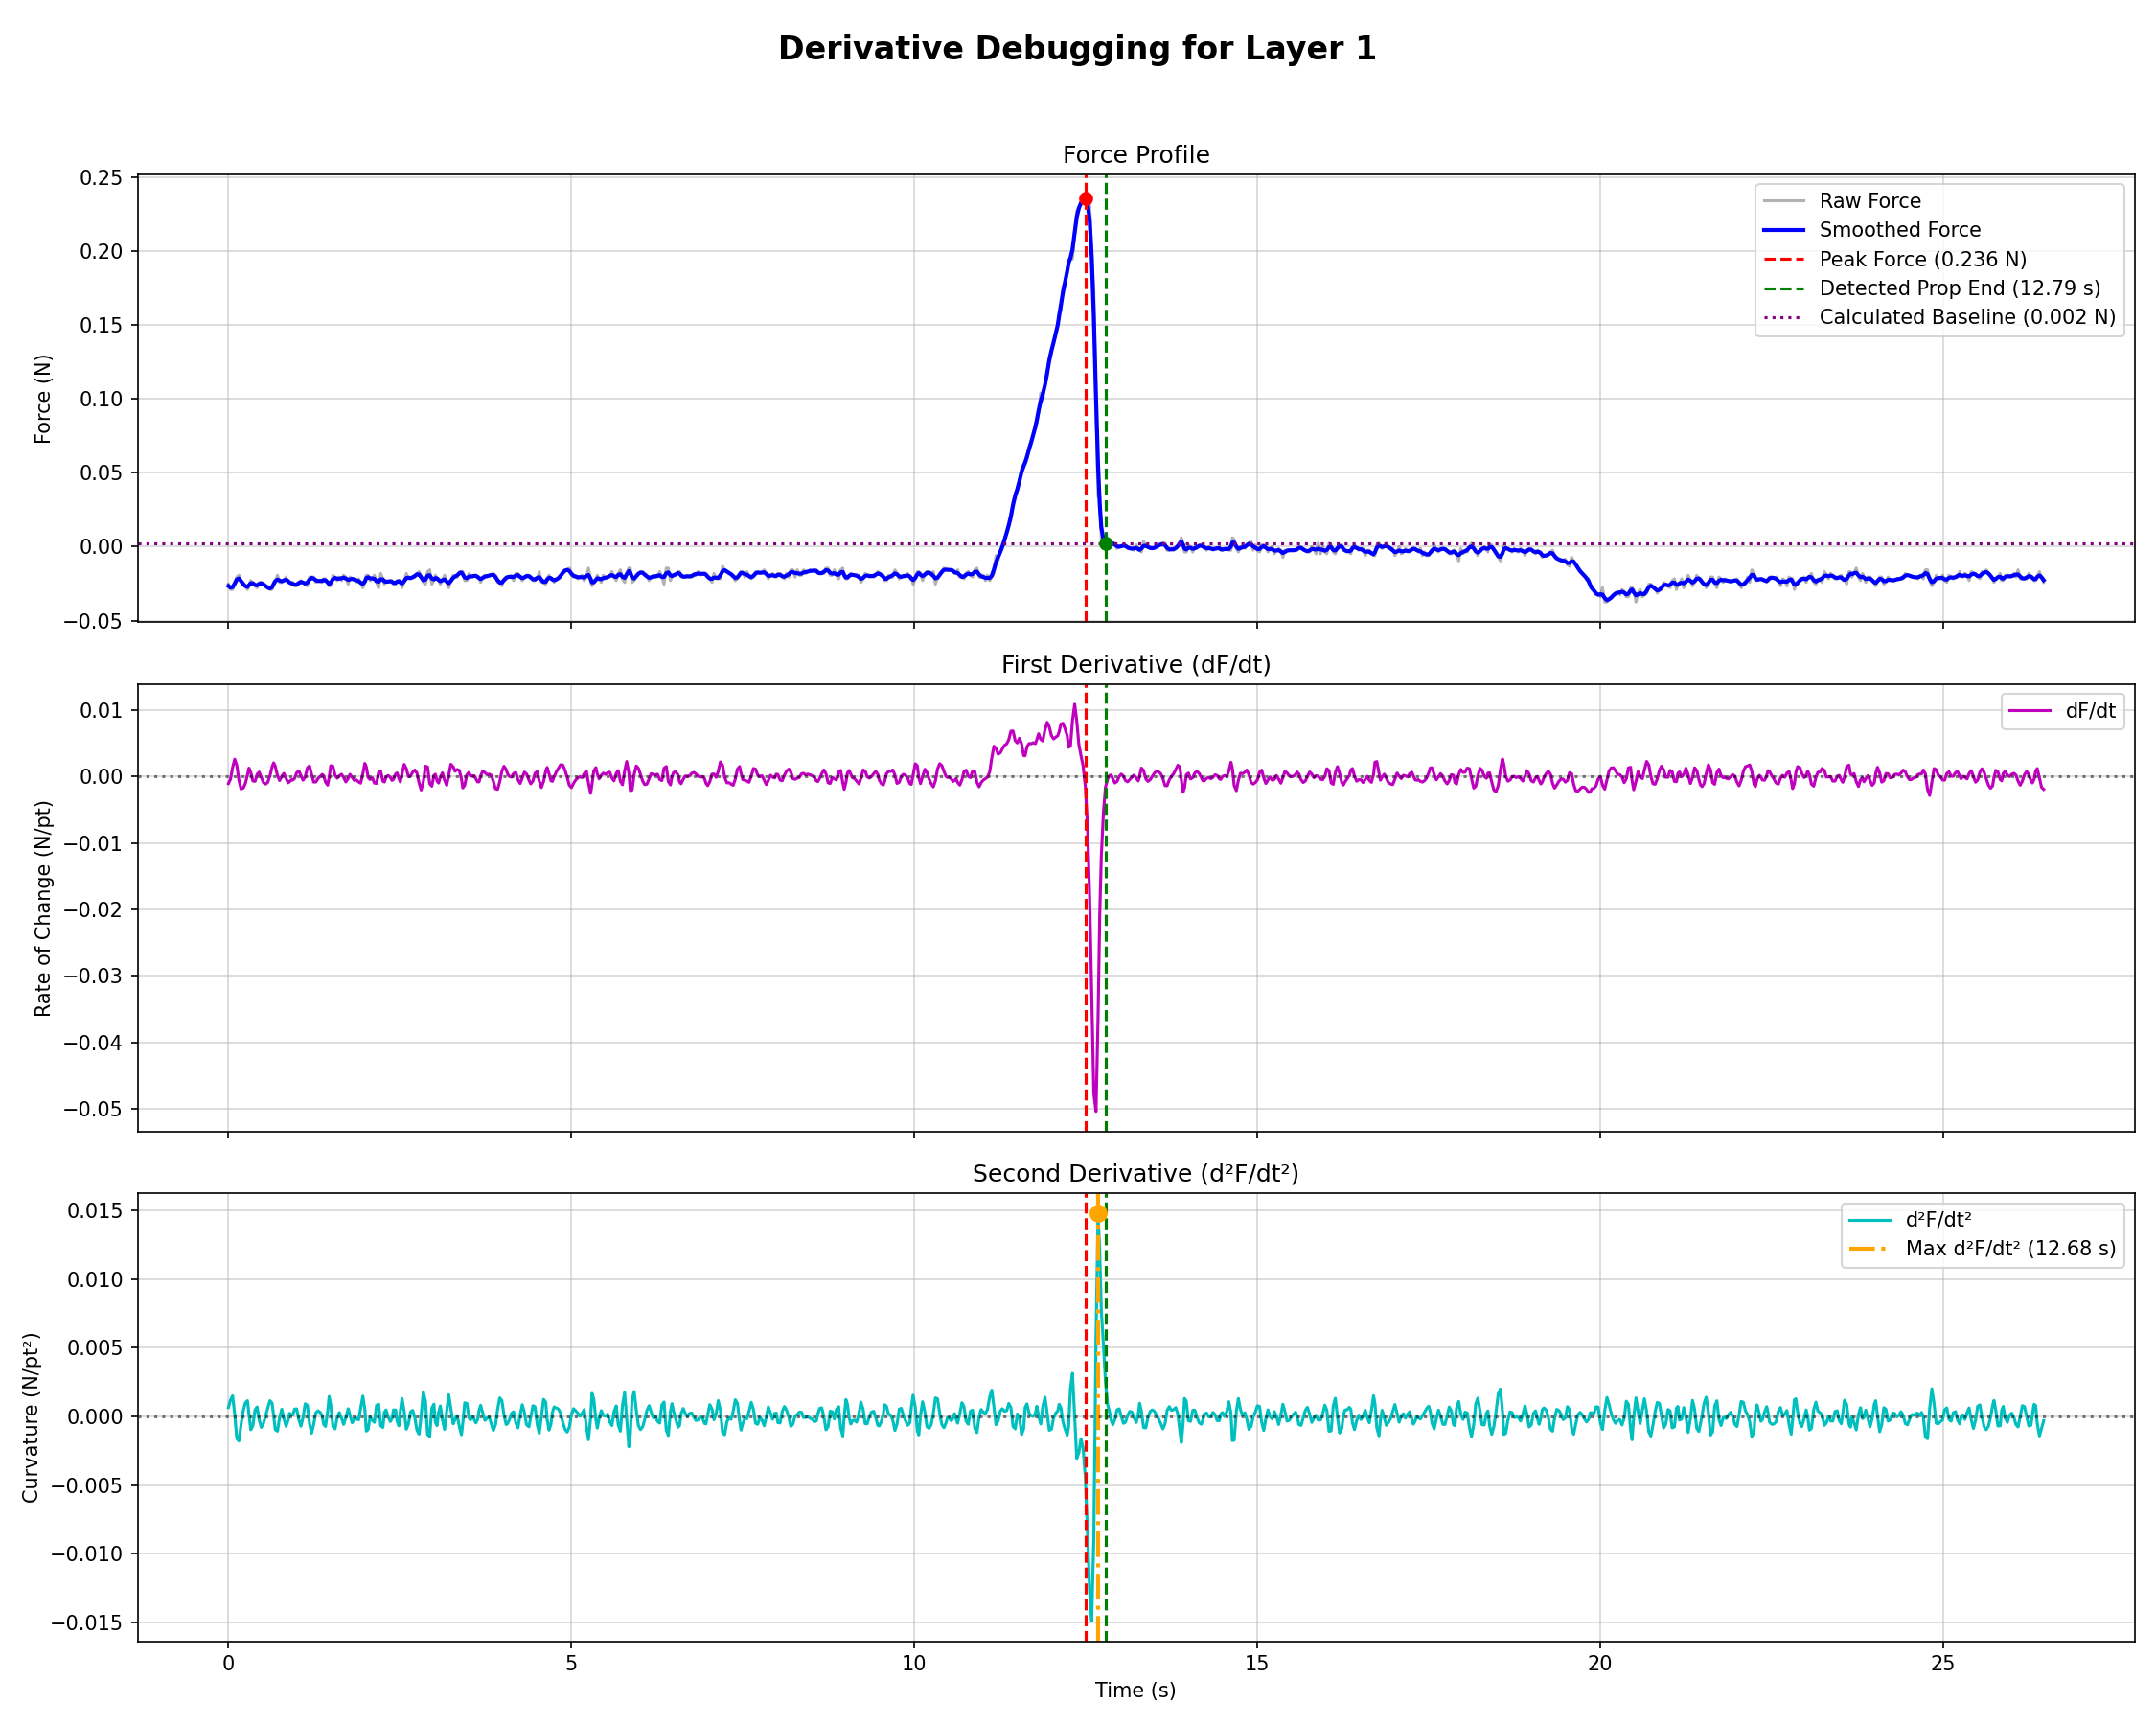 Derivative Debugging for Layer 1
Force Profile
0.25
0.20
0.15
0.10
0.05
0.00
−0.05
Force (N)
Raw Force
Smoothed Force
Peak Force (0.236 N)
Detected Prop End (12.79 s)
Calculated Baseline (0.002 N)
First Derivative (dF/dt)
0.01
0.00
−0.01
−0.02
−0.03
−0.04
−0.05
Rate of Change (N/pt)
dF/dt
Second Derivative (d²F/dt²)
0.015
0.010
0.005
0.000
−0.005
−0.010
−0.015
Curvature (N/pt²)
d²F/dt²
Max d²F/dt² (12.68 s)
0 5 10 15 20 25
Time (s)